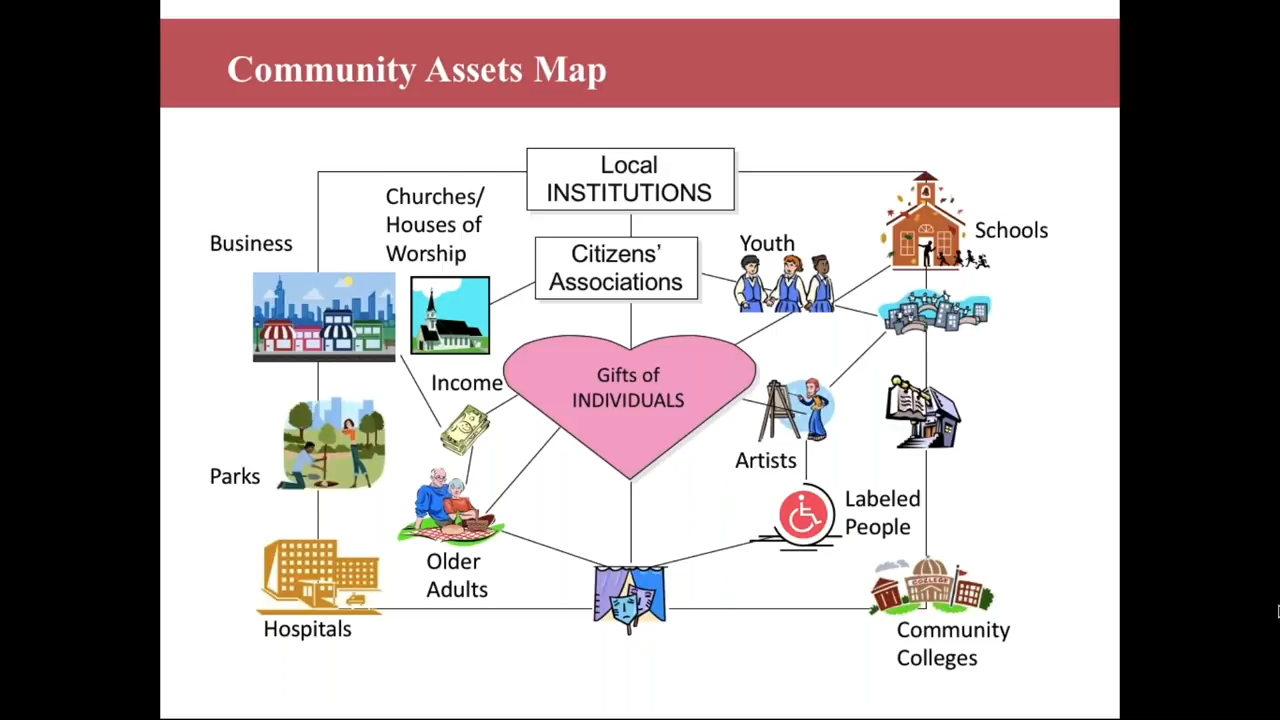 Community Assets Map
Local
INSTITUTIONS
Churches/
Houses of
Worship
Business
Citizens’
Associations
Youth
Schools
Income
Gifts of
INDIVIDUALS
Parks
Artists
Labeled
People
Older
Adults
COLLEGE
Hospitals
Community
Colleges